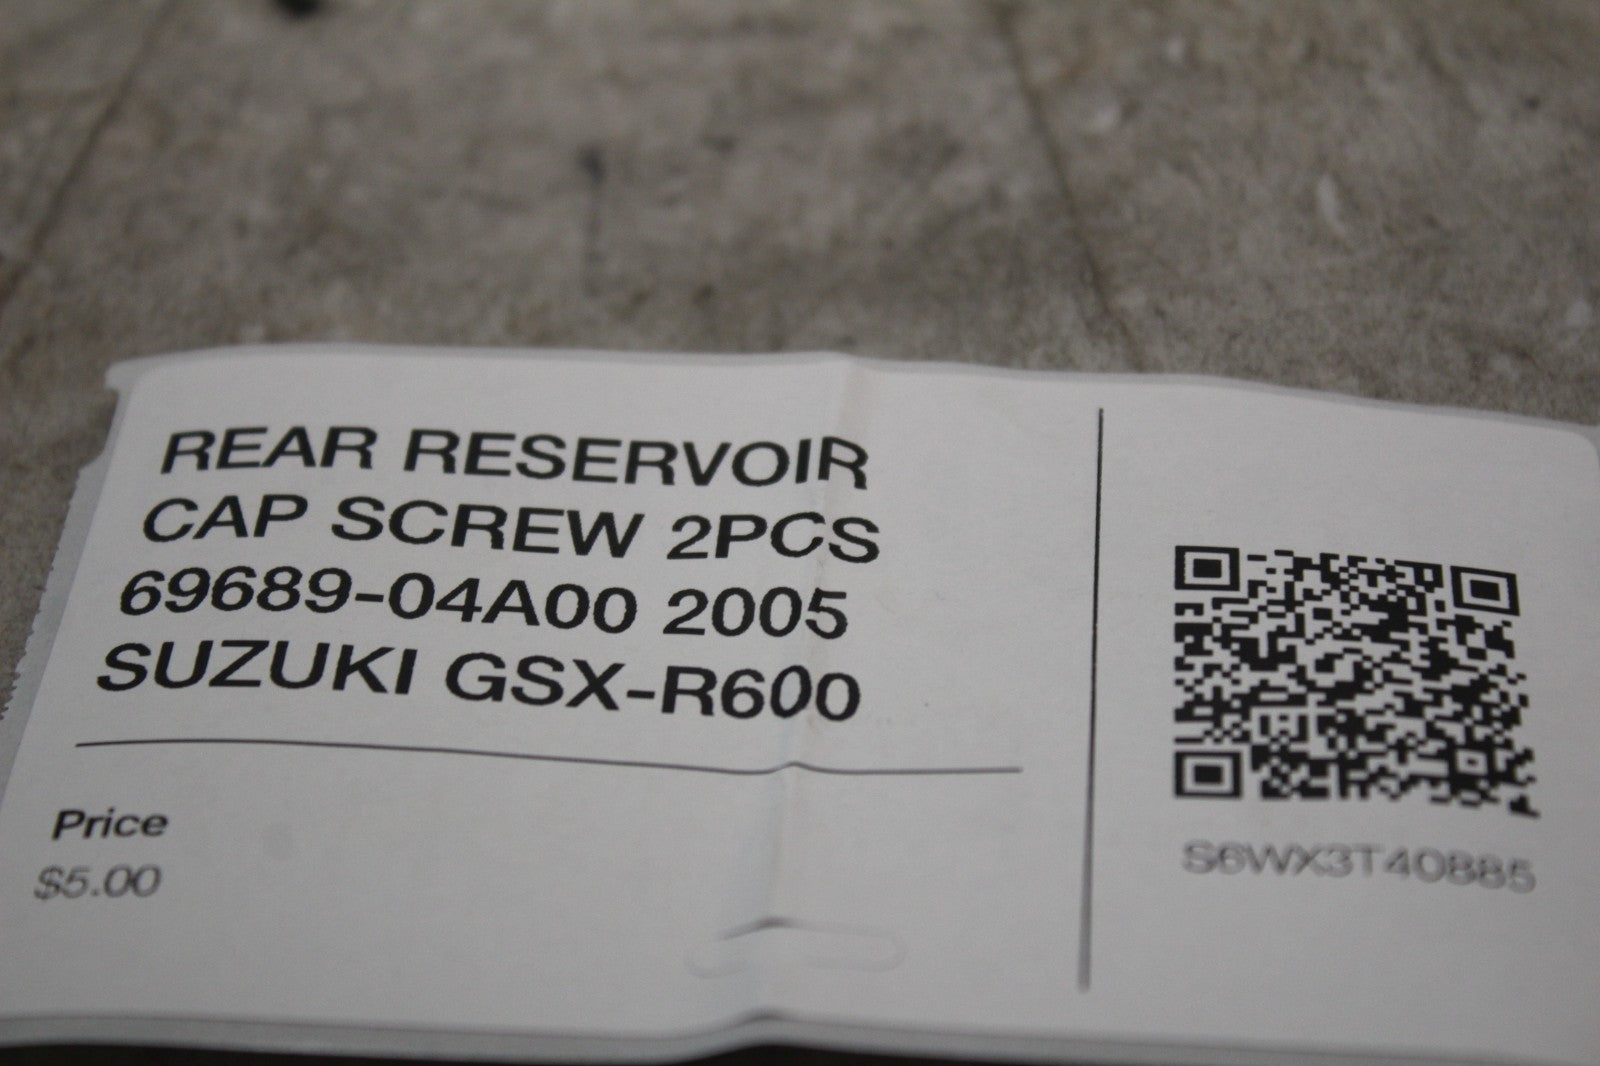 REAR RESERVOIR
CAP SCREW 2PCS
69689-04A00 2005
SUZUKI GSX-R600
Price
$5.00
S6WX3T40885